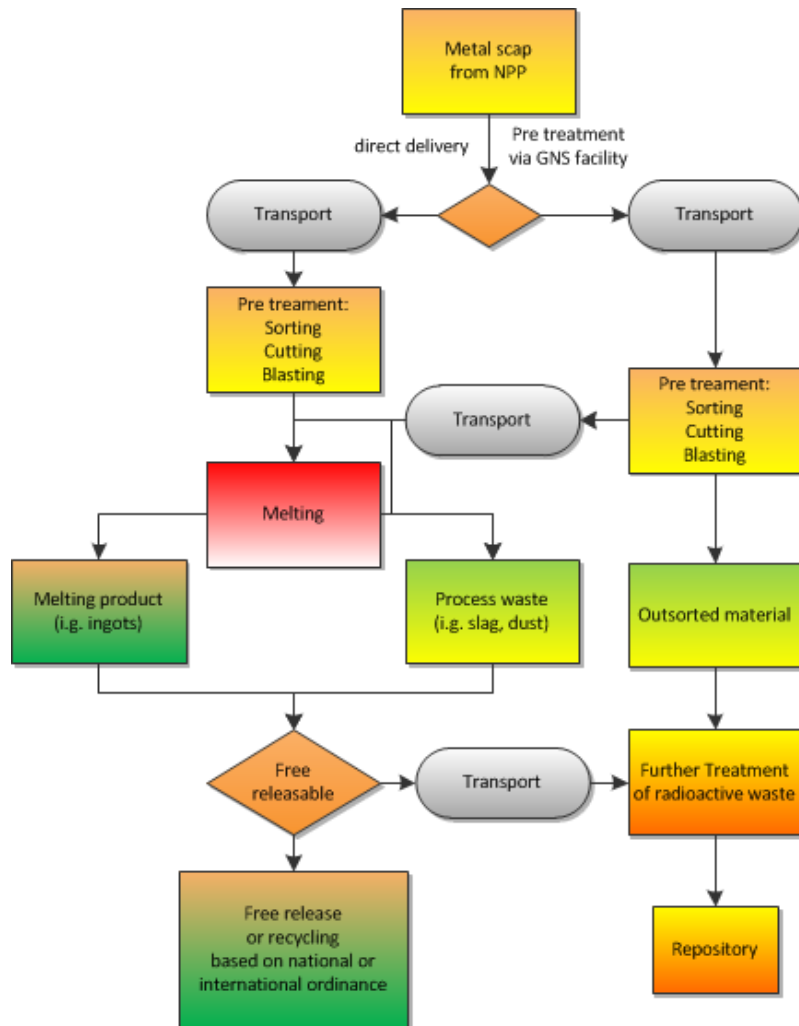 Metal scap
from NPP
direct delivery
Pre treatment
via GNS facility
Transport
Transport
Pre treament:
Sorting
Cutting
Blasting
Transport
Pre treament:
Sorting
Cutting
Blasting
Melting
Melting product
(i.g. ingots)
Process waste
(i.g. slag, dust)
Outsorted material
Free
releasable
Transport
Further Treatment
of radioactive waste
Free release
or recycling
based on national or
international ordinance
Repository